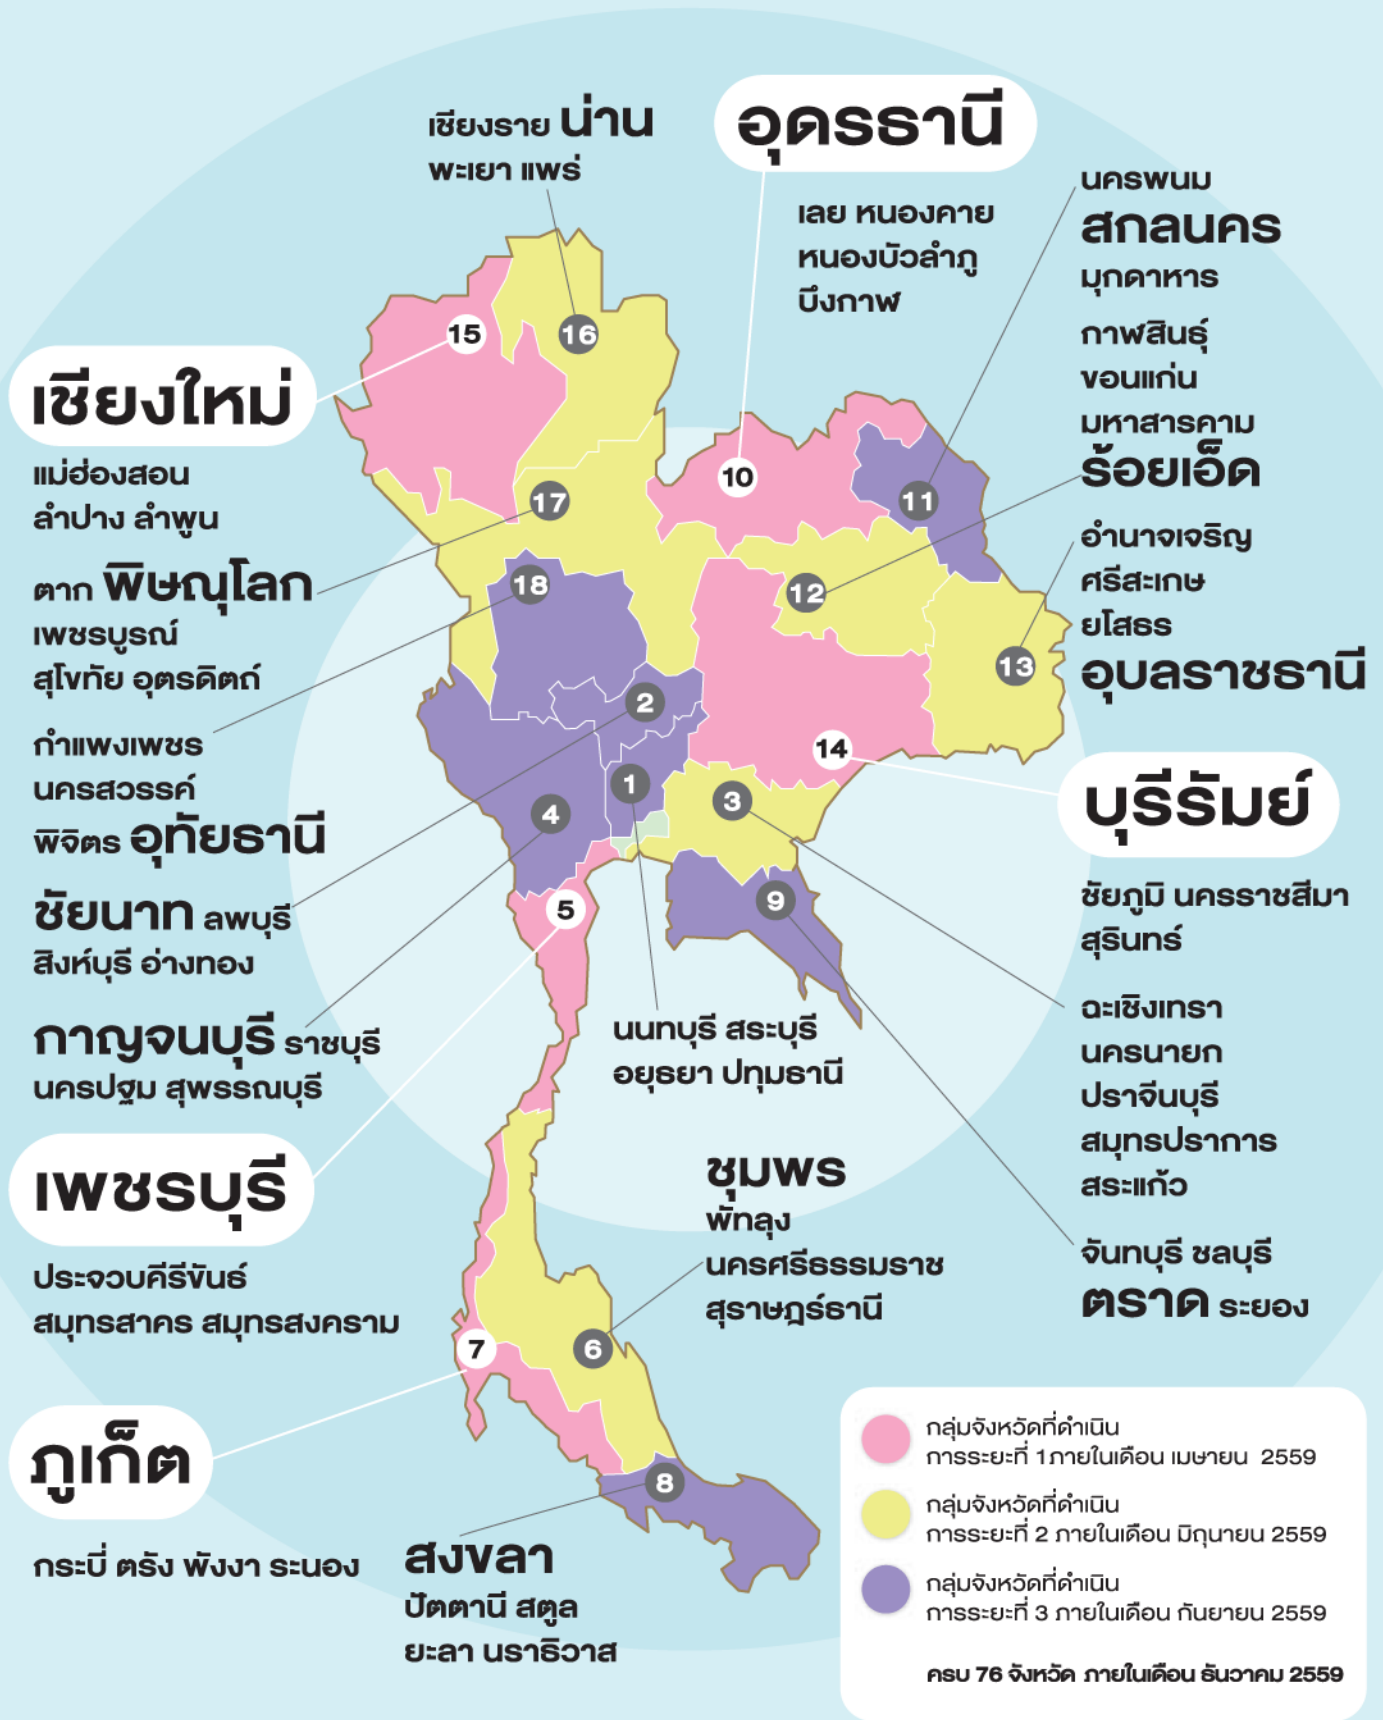 เชียงราย น่าน
พะเยา แพร่
อุดรธานี
เลย หนองคาย
หนองบัวลำภู
บึงกาฬ
นครพนม
สกลนคร
มุกดาหาร
กาฬสินธุ์
ขอนแก่น
มหาสารคาม
ร้อยเอ็ด
อำนาจเจริญ
ศรีสะเกษ
ยโสธร
อุบลราชธานี
บุรีรัมย์
ชัยภูมิ นครราชสีมา
สุรินทร์
ฉะเชิงเทรา
นครนายก
ปราจีนบุรี
สมุทรปราการ
สระแก้ว
จันทบุรี ชลบุรี
ตราด ระยอง
เชียงใหม่
แม่ฮ่องสอน
ลำปาง ลำพูน
ตาก พิษณุโลก
เพชรบูรณ์
สุโขทัย อุตรดิตถ์
กำแพงเพชร
นครสวรรค์
พิจิตร อุทัยธานี
ชัยนาท ลพบุรี
สิงห์บุรี อ่างทอง
กาญจนบุรี ราชบุรี
นครปฐม สุพรรณบุรี
เพชรบุรี
ประจวบคีรีขันธ์
สมุทรสาคร สมุทรสงคราม
ภูเก็ต
กระบี่ ตรัง พังงา ระนอง
15
16
10
11
17
18
12
13
2
14
1
3
4
9
5
7
6
8
นนทบุรี สระบุรี
อยุธยา ปทุมธานี
ชุมพร
พัทลุง
นครศรีธรรมราช
สุราษฎร์ธานี
สงขลา
ปัตตานี สตูล
ยะลา นราธิวาส
กลุ่มจังหวัดที่ดำเนิน
การระยะที่ 1ภายในเดือน เมษายน 2559
กลุ่มจังหวัดที่ดำเนิน
การระยะที่ 2 ภายในเดือน มิถุนายน 2559
กลุ่มจังหวัดที่ดำเนิน
การระยะที่ 3 ภายในเดือน กันยายน 2559
ครบ 76 จังหวัด ภายในเดือน ธันวาคม 2559